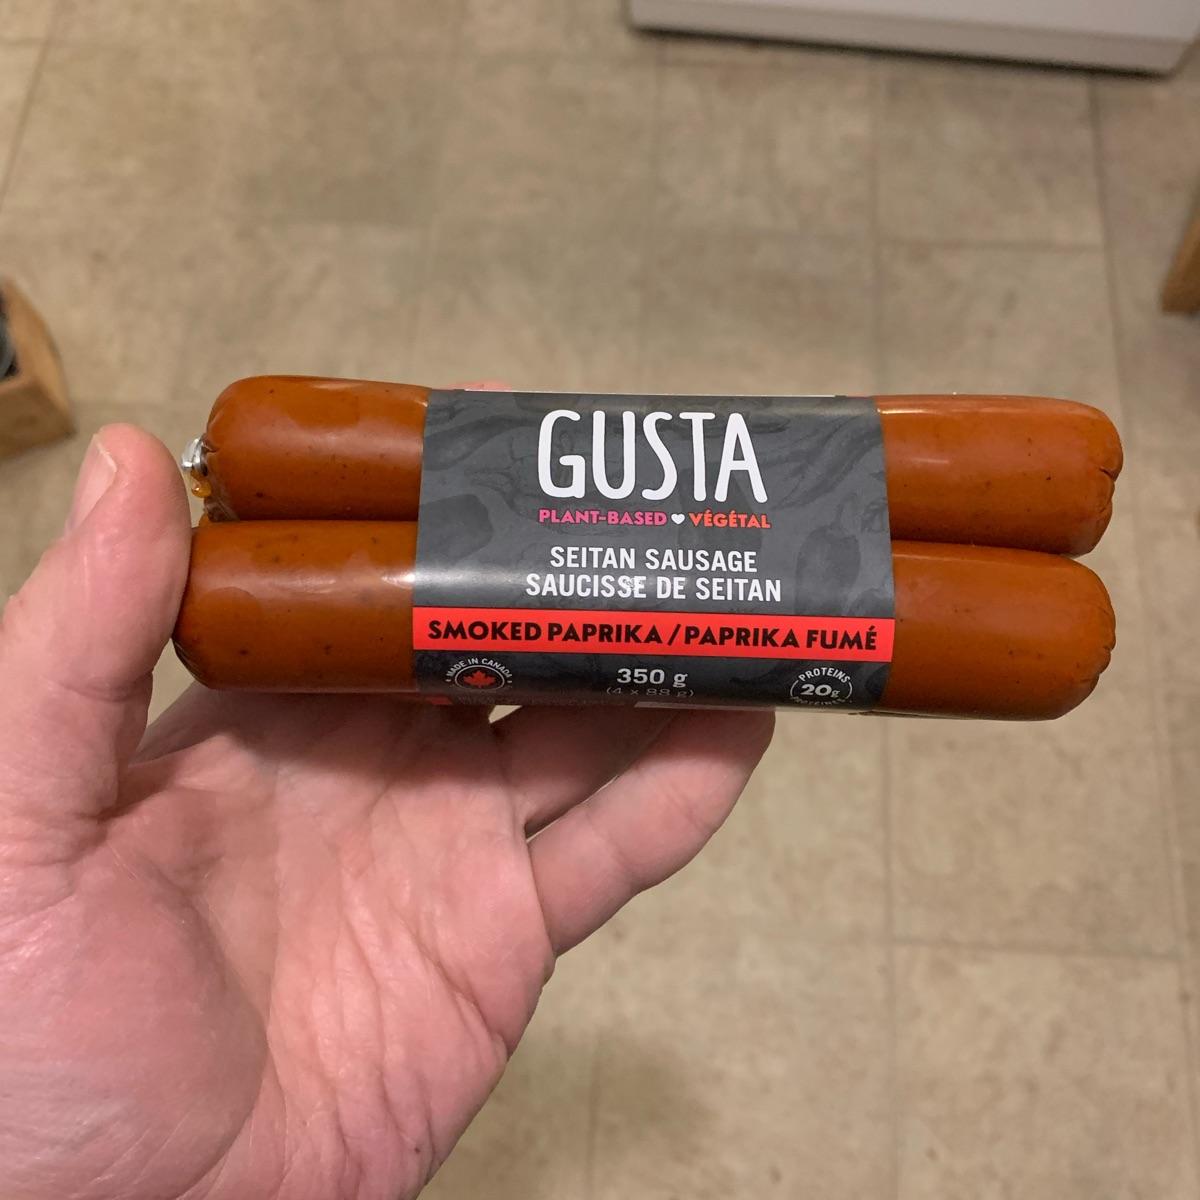 GUSTA
PLANT-BASED VÉGÉTAL
SEITAN SAUSAGE
SAUCISSE DE SEITAN
SMOKED PAPRIKA / PAPRIKA FUMÉ
MADE IN CANADA
350 g
(4 x 88 g)
PROTEINS
20g
PROTÉINES